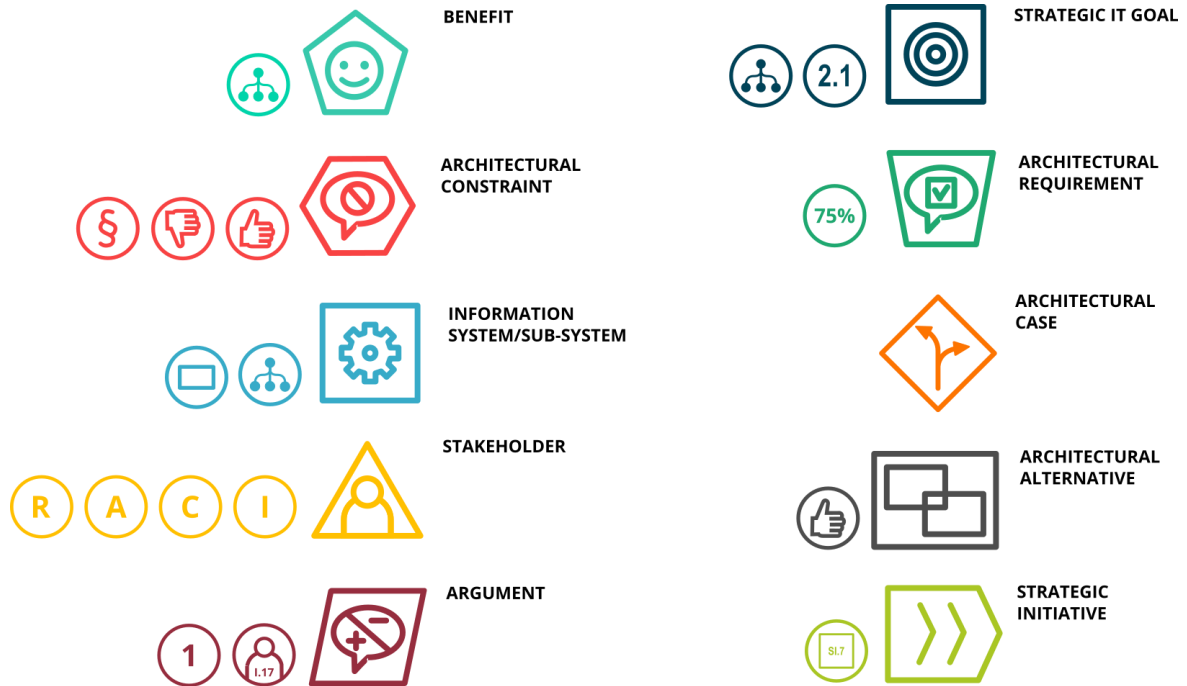 BENEFIT
STRATEGIC IT GOAL
2.1
ARCHITECTURAL
CONSTRAINT
§
ARCHITECTURAL
REQUIREMENT
75%
INFORMATION
SYSTEM/SUB-SYSTEM
ARCHITECTURAL
CASE
STAKEHOLDER
R A C I
ARCHITECTURAL
ALTERNATIVE
ARGUMENT
1
I.17
STRATEGIC
INITIATIVE
SI.7